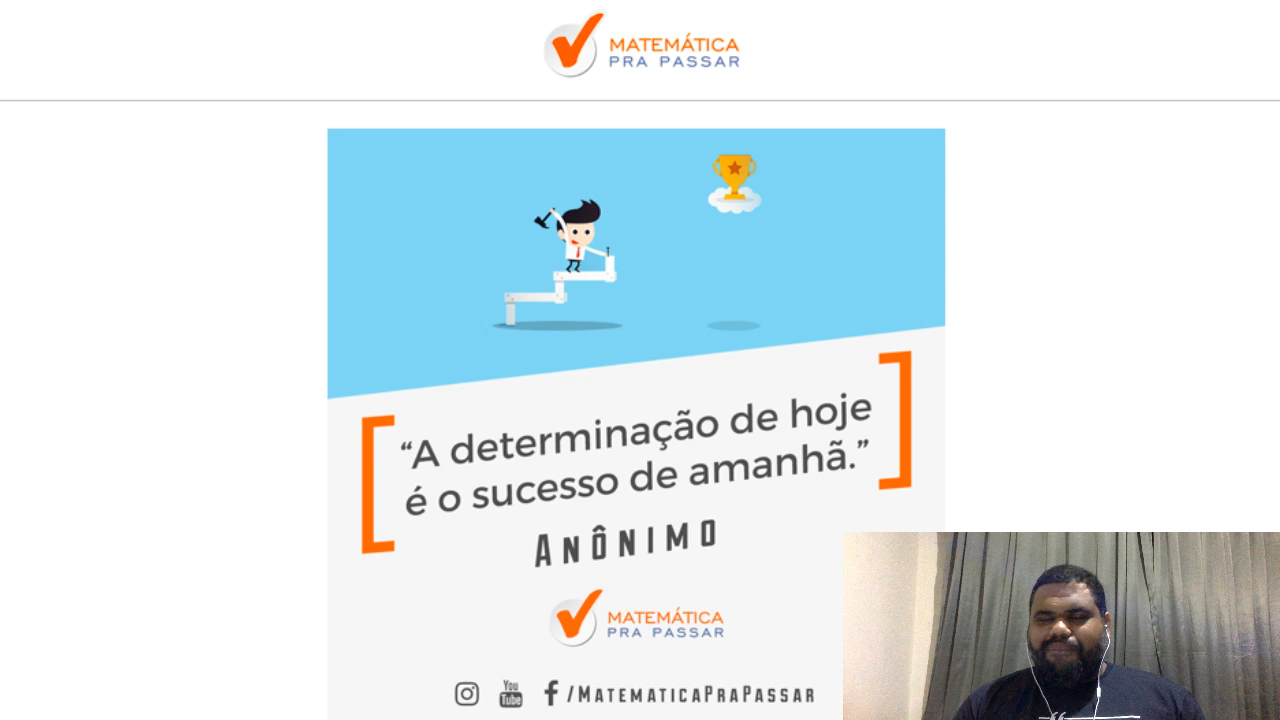 MATEMÁTICA
PRA PASSAR
“A determinação de hoje
é o sucesso de amanhã.”
ANÔNIMO
MATEMÁTICA
PRA PASSAR
You
Tube
/MATEMATICAPRAPASSAR